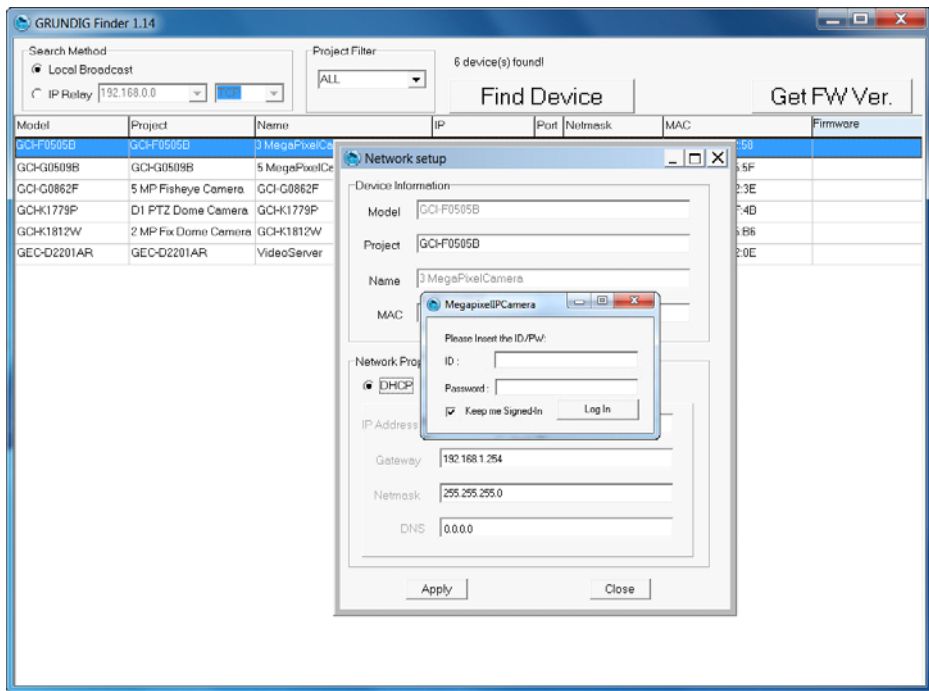 GRUNDIG Finder 1.14
Search Method
Local Broadcast
IP Relay 192.168.0.0
Project Filter
ALL
6 device(s) found!
Find Device
Get FW Ver.
Model Project Name IP Port Netmask MAC Firmware
GCI-F0505B GCI-F0505B 3 MegaPixelCa :50
GCI-G0509B GCI-G0509B 5 MegaPixelCe :5F
GCI-G0862F 5 MP Fisheye Camera GCI-G0862F :3E
GCI-K1779P D1 PTZ Dome Camera GCI-K1779P :4B
GCI-K1812W 2 MP Fix Dome Camera GCI-K1812W :B6
GEC-D2201AR GEC-D2201AR VideoServer :0E
Network setup
Device Information
Model GCI-F0505B
Project GCI-F0505B
Name 3 MegaPixelCamera
MAC
MegapixelIPCamera
Please Insert the ID/PW:
ID :
Password :
Keep me Signed-In
Log In
Network Prop
DHCP
IP Address
Gateway 192.168.1.254
Netmask 255.255.255.0
DNS 0.0.0.0
Apply
Close